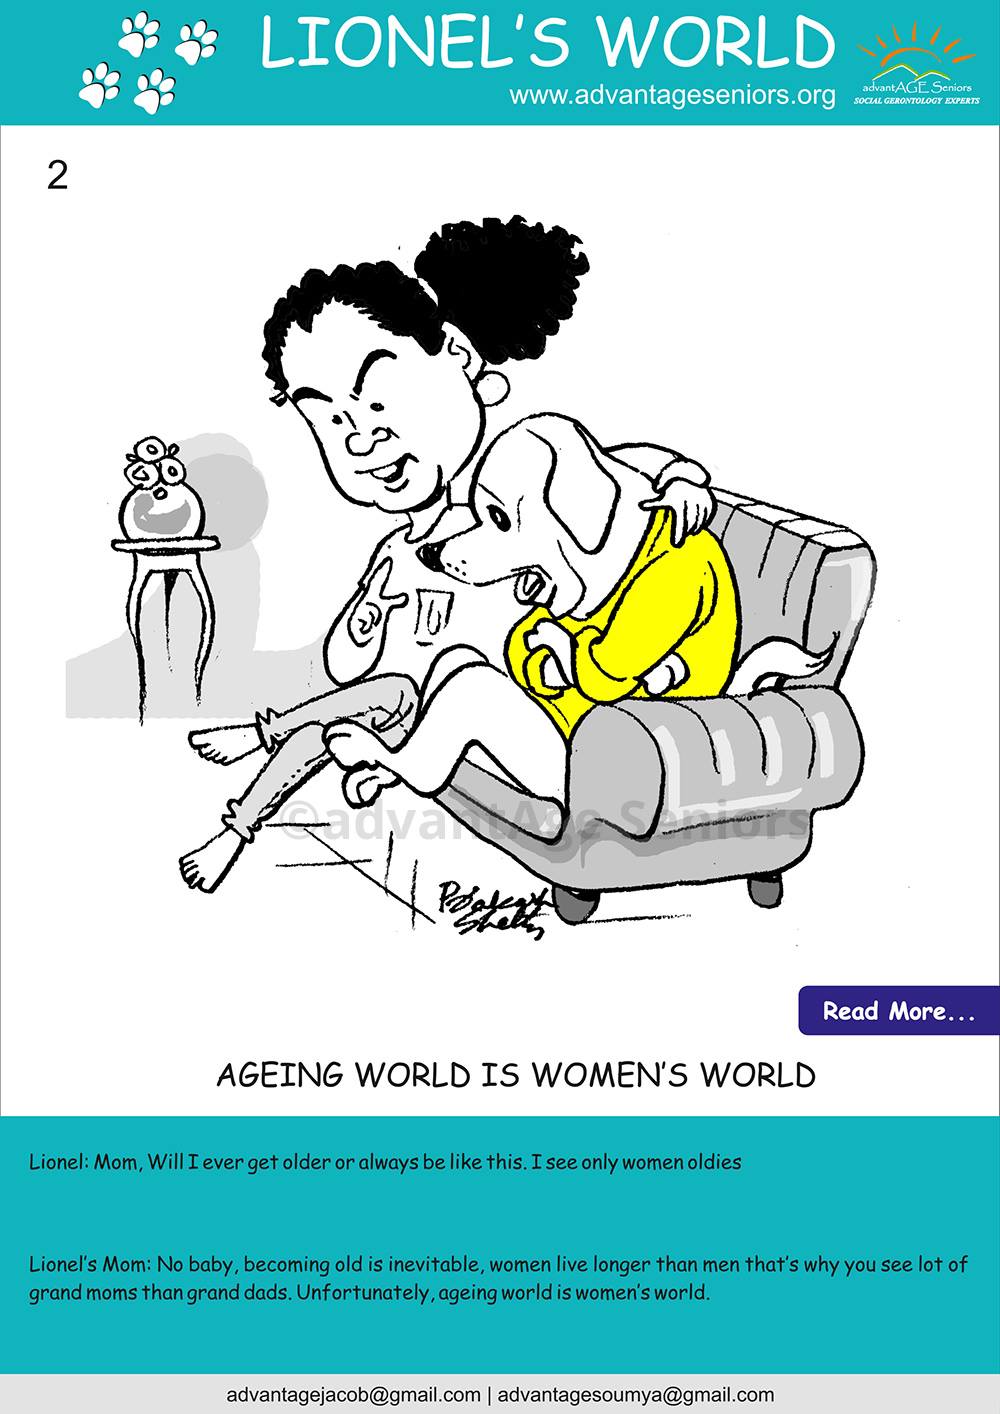 LIONEL'S WORLD
www.advantageseniors.org
advantAGE Seniors
SOCIAL GERONTOLOGY EXPERTS
2
©advantAge Seniors
Prakash
Shetty
Read More...
AGEING WORLD IS WOMEN'S WORLD
Lionel: Mom, Will I ever get older or always be like this. I see only women oldies
Lionel's Mom: No baby, becoming old is inevitable, women live longer than men that's why you see lot of
grand moms than grand dads. Unfortunately, ageing world is women's world.
advantagejacob@gmail.com | advantagesoumya@gmail.com